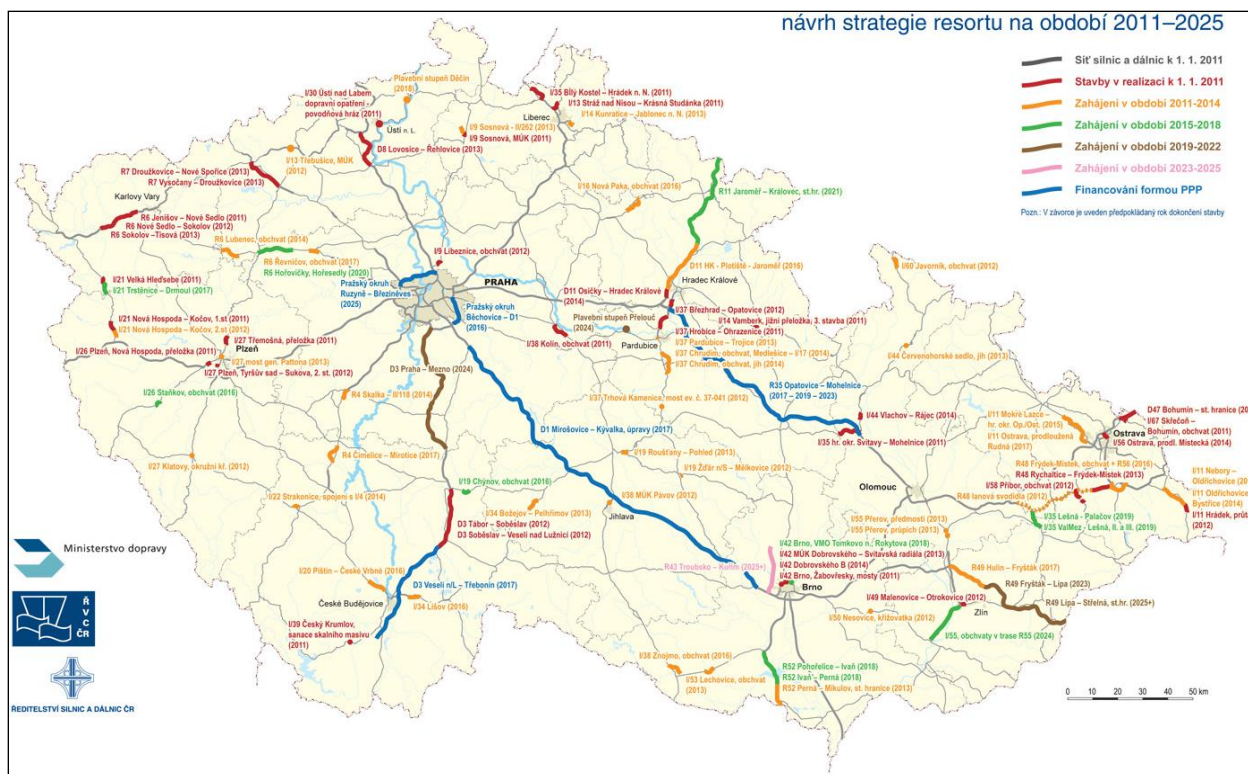 návrh strategie resortu na období 2011–2025
Síť silnic a dálnic k 1. 1. 2011
Stavby v realizaci k 1. 1. 2011
Zahájení v období 2011-2014
Zahájení v období 2015-2018
Zahájení v období 2019-2022
Zahájení v období 2023-2025
Financování formou PPP
Pozn.: V závorce je uveden předpokládaný rok dokončení stavby
Plavební stupeň Děčín
(2018)
I/30 Ústí nad Labem
dopravní opatření -
povodňová hráz
(2011)
Ústí n. L.
D8 Lovosice – Řehlovice (2013)
I/13 Třebušice, MÚK
(2012)
I/35 Bílý Kostel – Hrádek n. N. (2011)
I/13 Stráž nad Nisou – Krásná Studánka (2011)
I/14 Kunratice – Jablonec n. N. (2013)
Liberec
I/9 Sosnová - II/262 (2013)
I/9 Sosnová, MÚK (2011)
R7 Droužkovice – Nové Spořice (2013)
R7 Vysočany – Droužkovice (2013)
Karlovy Vary
R6 Jenišov – Nové Sedlo (2011)
R6 Nové Sedlo – Sokolov (2012)
R6 Sokolov –Tisová (2013)
R6 Lubenec, obchvat (2014)
R6 Řevničov, obchvat (2017)
R6 Hořovičky, Hořesedly (2020)
I/16 Nová Paka, obchvat (2016)
R11 Jaroměř – Královec, st.hr. (2021)
I/9 Líbeznice, obchvat (2012)
I/21 Velká Hleďsebe (2011)
I/21 Trstěnice – Drmoul (2017)
Pražský okruh
Ruzyně – Březiněves
(2025)
PRAHA
Pražský okruh
Běchovice – D1
(2016)
D11 HK - Plotiště - Jaroměř (2016)
Hradec Králové
D11 Osičky – Hradec Králové
(2014)
I/60 Javorník, obchvat (2012)
I/37 Březhrad – Opatovice (2012)
I/14 Vamberk, jižní přeložka, 3. stavba (2011)
I/37 Hrobice – Ohrazenice (2011)
I/37 Pardubice – Trojice (2013)
I/37 Chrudim, obchvat, Medlešice - I/17 (2014)
I/37 Chrudim, obchvat, jih (2014)
Plavební stupeň Přelouč
(2024)
Pardubice
I/38 Kolín, obchvat (2011)
I/21 Nová Hospoda – Kočov, 1.st (2011)
I/21 Nová Hospoda – Kočov, 2.st (2012)
I/27 Třemošná, přeložka (2011)
Plzeň
I/27 most gen. Pattona (2013)
I/26 Plzeň, Nová Hospoda, přeložka (2011)
I/27 Plzeň, Tyršův sad – Sukova, 2. st. (2012)
I/26 Staňkov, obchvat (2016)
D3 Praha – Mezno (2024)
R4 Skalka – II/118 (2014)
I/44 Červenohorské sedlo, jih (2013)
R35 Opatovice – Mohelnice
(2017 – 2019 – 2023)
I/37 Trhová Kamenice, most ev. č. 37-041 (2012)
D1 Mirošovice – Kývalka, úpravy (2017)
I/44 Vlachov – Rájec (2014)
I/35 hr. okr. Svitavy - Mohelnice (2011)
I/11 Mokré Lazce –
hr. okr. Op./Ost. (2015)
I/11 Ostrava, prodloužená
Rudná (2017)
D47 Bohumín – st. hranice (20
I/67 Skřečoň –
Bohumín, obchvat (2011)
Ostrava
I/56 Ostrava, prodl. Místecká (2014)
R4 Čimelice – Mirotice (2017)
I/27 Klatovy, okružní kř. (2012)
I/19 Roušťany – Pohled (2013)
I/19 Žďár n/S – Mělkovice (2012)
R48 Frýdek-Místek, obchvat + R56 (2016)
R48 Rychaltice – Frýdek-Místek (2013)
I/58 Příbor, obchvat (2012)
I/11 Nebory -
Oldřichovice (20
I/11 Oldřichovice
Bystřice (2014)
I/11 Hrádek, průt
(2012)
Olomouc
R48 lanová svodidla (2012)
I/35 Lešná - Palačov (2019)
I/35 ValMez - Lešná, II. a III. (2019)
I/19 Chýnov, obchvat (2016)
I/22 Strakonice, spojení s I/4 (2014)
I/34 Božejov – Pelhřimov (2013)
I/38 MÚK Pávov (2012)
Jihlava
D3 Tábor – Soběslav (2012)
D3 Soběslav – Veselí nad Lužnicí (2012)
I/55 Přerov, předmostí (2013)
I/55 Přerov, průpich (2013)
Ministerstvo dopravy
I/42 Brno, VMO Tomkovo n., Rokytova (2018)
I/42 MÚK Dobrovského – Svitavská radiála (2013)
I/42 Dobrovského B (2014)
I/42 Brno, Žabovřesky, mosty (2011)
R43 Troubsko – Kuřim (2025+)
Brno
R49 Hulín – Fryšták (2017)
R49 Fryšták – Lípa (2023)
R49 Lípa – Střelná, st.hr. (2025+)
I/20 Pištín – České Vrbné (2016)
D3 Veselí n/L – Třebonín (2017)
České Budějovice
I/34 Lišov (2016)
I/49 Malenovice – Otrokovice (2012)
Zlín
I/50 Nesovice, křižovatka (2012)
I/55, obchvaty v trase R55 (2024)
ŘVC ČR
I/39 Český Krumlov,
sanace skalního masivu
(2011)
I/38 Znojmo, obchvat (2016)
I/53 Lechovice, obchvat
(2013)
R52 Pohořelice – Ivaň (2018)
R52 Ivaň – Perná (2018)
R52 Perná – Mikulov, st. hranice (2013)
ŘEDITELSTVÍ SILNIC A DÁLNIC ČR
0 10 20 30 40 50 km